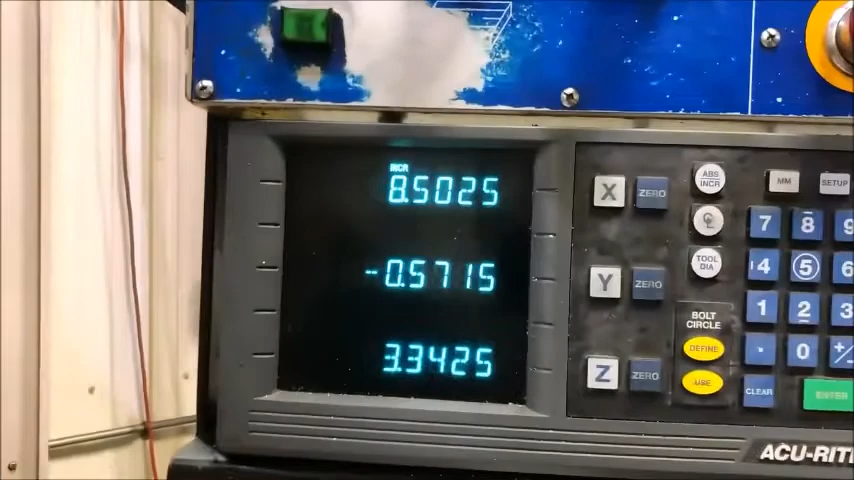 INCR
8.5025
-0.5715
3.3425
X ZERO
ABS
INCR
MM
SETUP
7 8 9
Y ZERO
TOOL
DIA
4 5 6
BOLT
CIRCLE
DEFINE
1 2 3
Z ZERO
USE
. 0 +/-
CLEAR
ENTER
ACU-RITE